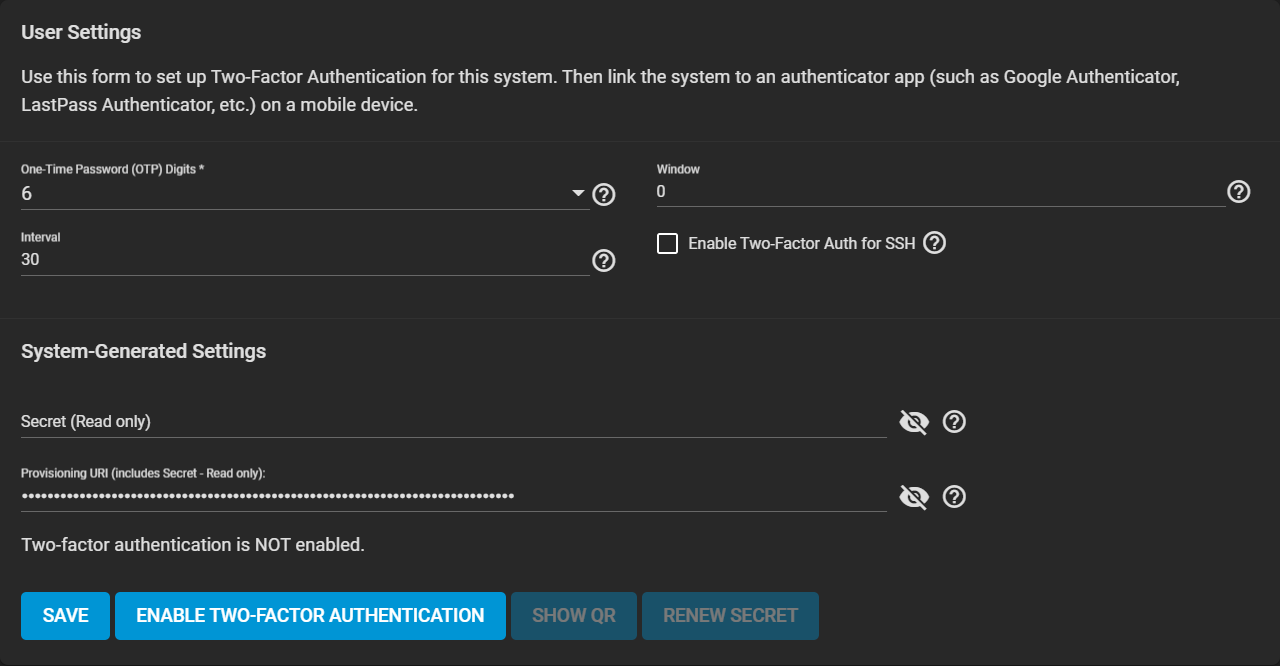 User Settings
Use this form to set up Two-Factor Authentication for this system. Then link the system to an authenticator app (such as Google Authenticator,
LastPass Authenticator, etc.) on a mobile device.
One-Time Password (OTP) Digits *
6
Window
0
Interval
30
Enable Two-Factor Auth for SSH
System-Generated Settings
Secret (Read only)
Provisioning URI (includes Secret - Read only):
Two-factor authentication is NOT enabled.
SAVE
ENABLE TWO-FACTOR AUTHENTICATION
SHOW QR
RENEW SECRET